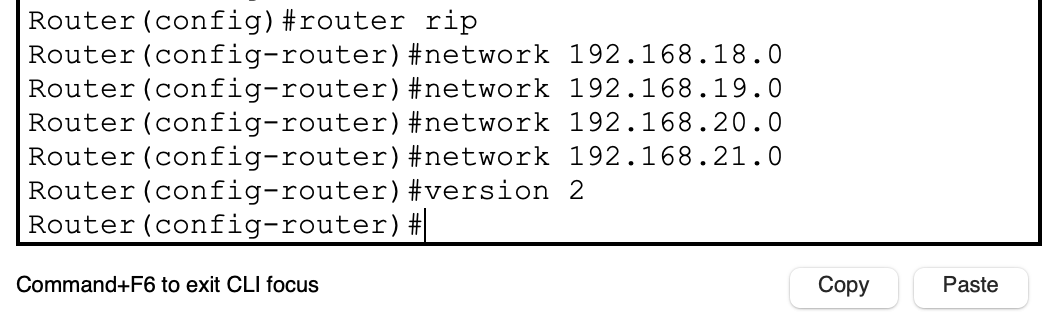 Router(config)#router rip
Router(config-router)#network 192.168.18.0
Router(config-router)#network 192.168.19.0
Router(config-router)#network 192.168.20.0
Router(config-router)#network 192.168.21.0
Router(config-router)#version 2
Router(config-router)#
Command+F6 to exit CLI focus
Copy
Paste